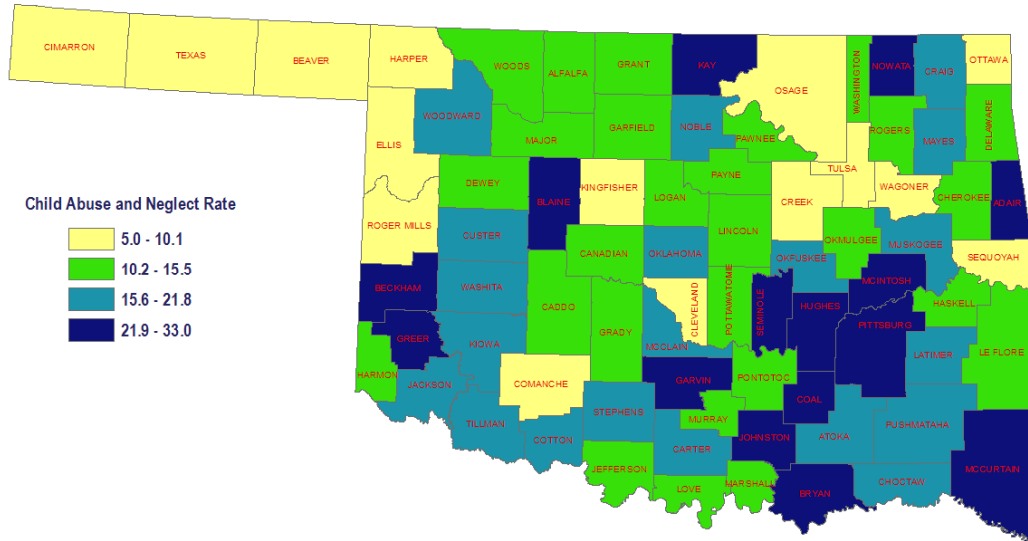 CIMARRON
TEXAS
BEAVER
HARPER
WOODS
ALFALFA
GRANT
KAY
OSAGE
WASHINGTON
NOWATA
CRAIG
OTTAWA
WOODWARD
ELLIS
MAJOR
GARFIELD
NOBLE
PAWNEE
ROGERS
MAYES
DELAWARE
DEWEY
BLAINE
KINGFISHER
LOGAN
PAYNE
CREEK
TULSA
WAGONER
CHEROKEE
ADAIR
Child Abuse and Neglect Rate
5.0 - 10.1
10.2 - 15.5
15.6 - 21.8
21.9 - 33.0
ROGER MILLS
CUSTER
CANADIAN
OKLAHOMA
LINCOLN
OKMULGEE
OKFUSKEE
MUSKOGEE
SEQUOYAH
BECKHAM
WASHITA
CADDO
GRADY
CLEVELAND
POTTAWATOMIE
SEMINOLE
HUGHES
MCINTOSH
HASKELL
GREER
KIOWA
MCCLAIN
PITTSBURG
LATIMER
LE FLORE
HARMON
JACKSON
COMANCHE
GARVIN
PONTOTOC
COAL
TILLMAN
COTTON
STEPHENS
MURRAY
CARTER
JOHNSTON
ATOKA
PUSHMATAHA
JEFFERSON
LOVE
MARSHALL
BRYAN
CHOCTAW
MCCURTAIN